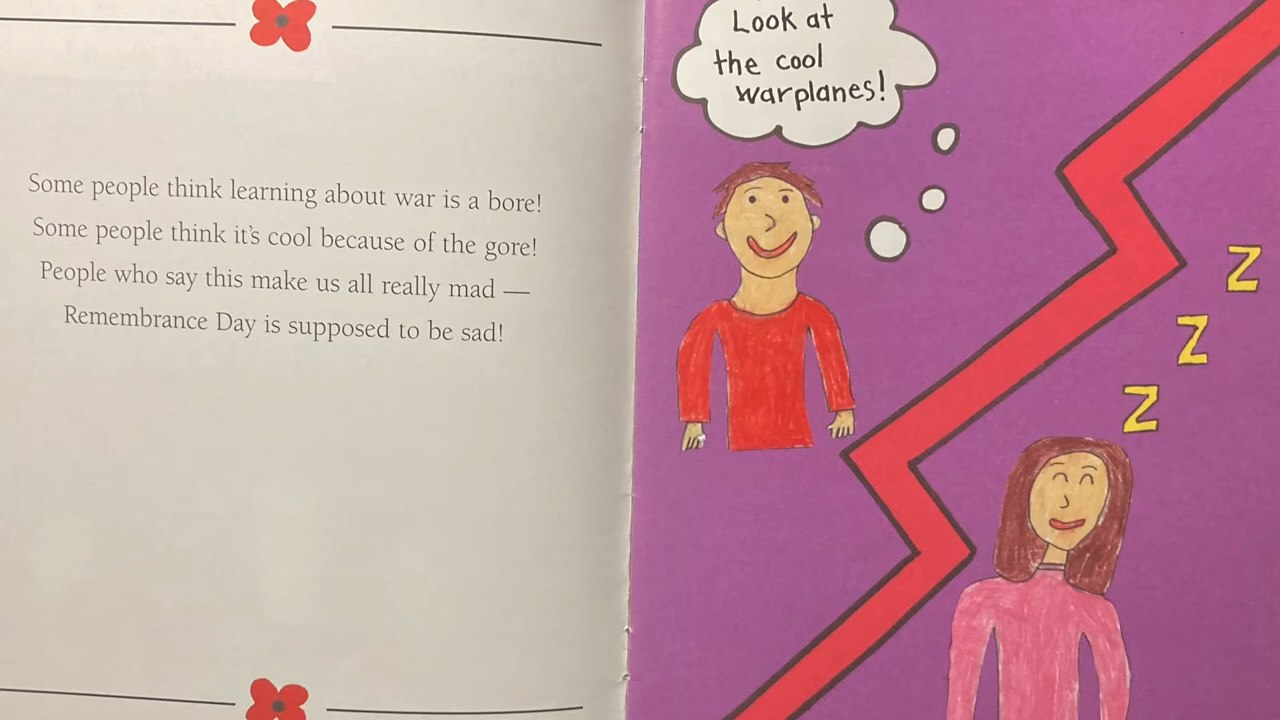 Some people think learning about war is a bore!
Some people think it's cool because of the gore!
People who say this make us all really mad —
Remembrance Day is supposed to be sad!
Look at
the cool
warplanes!
Z
Z
Z